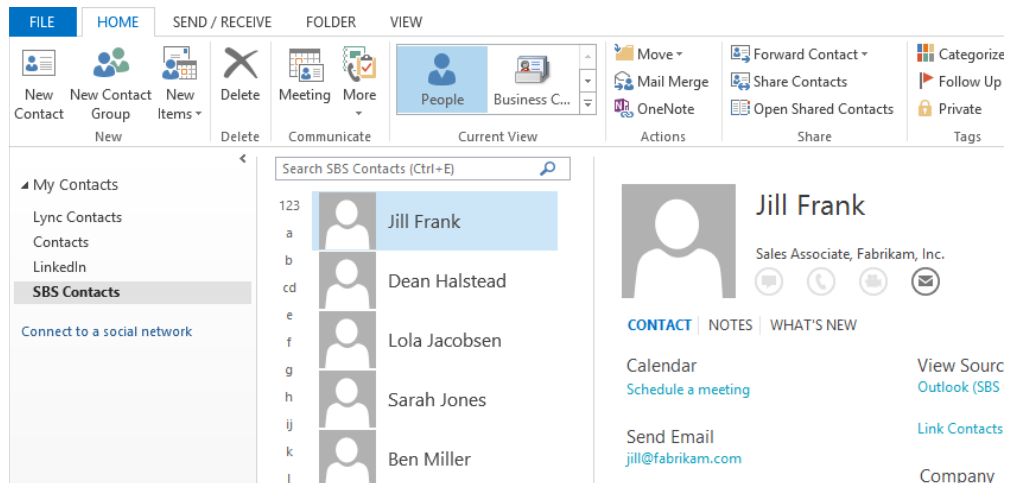 FILE HOME SEND / RECEIVE FOLDER VIEW
New Contact
New Contact Group
New Items
New
Delete
Delete
Meeting
More
Communicate
People
Business C...
Current View
Move
Mail Merge
OneNote
Actions
Forward Contact
Share Contacts
Open Shared Contacts
Share
Categorize
Follow Up
Private
Tags
My Contacts
Lync Contacts
Contacts
LinkedIn
SBS Contacts
Connect to a social network
Search SBS Contacts (Ctrl+E)
123
a
b
cd
e
f
g
h
ij
k
l
Jill Frank
Dean Halstead
Lola Jacobsen
Sarah Jones
Ben Miller
Jill Frank
Sales Associate, Fabrikam, Inc.
CONTACT NOTES WHAT'S NEW
Calendar
Schedule a meeting
Send Email
jill@fabrikam.com
View Sourc
Outlook (SBS
Link Contacts
Company